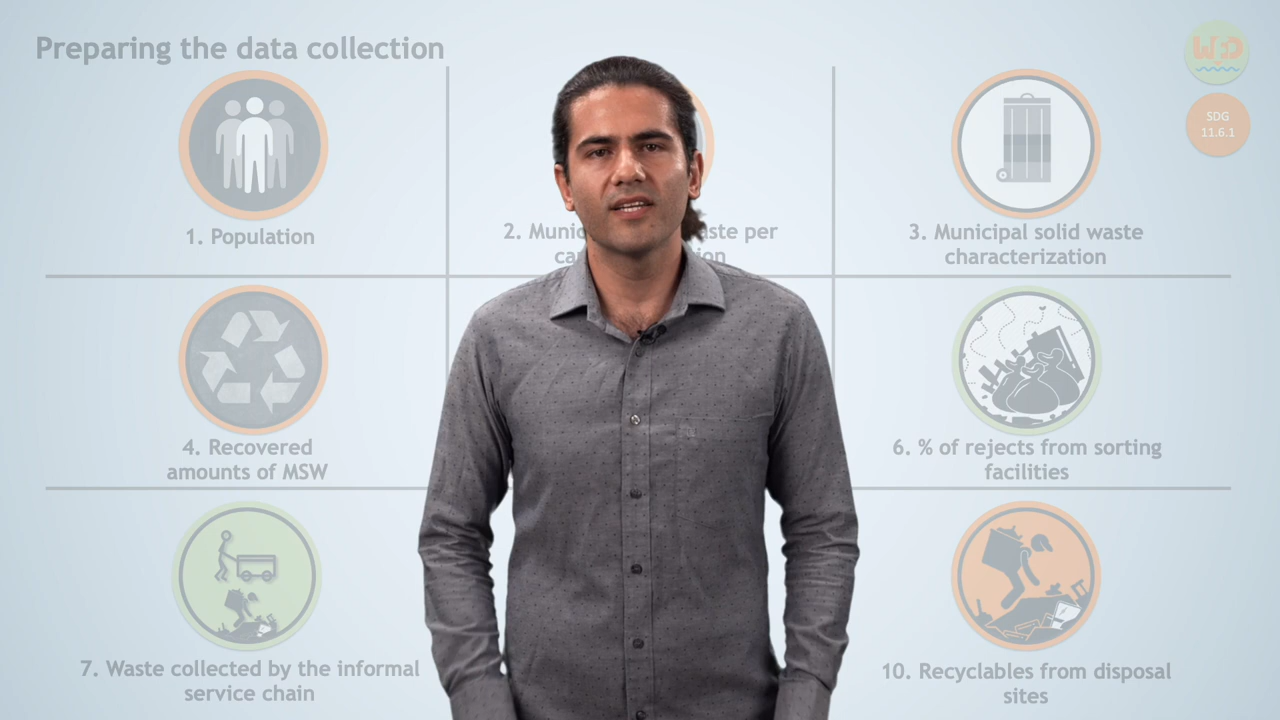 Preparing the data collection
SDG
11.6.1
1. Population
2. per
3. Municipal solid waste
characterization
4. Recovered
amounts of MSW
6. % of rejects from sorting
facilities
7. Waste collected by the informal
service chain
10. Recyclables from disposal
sites